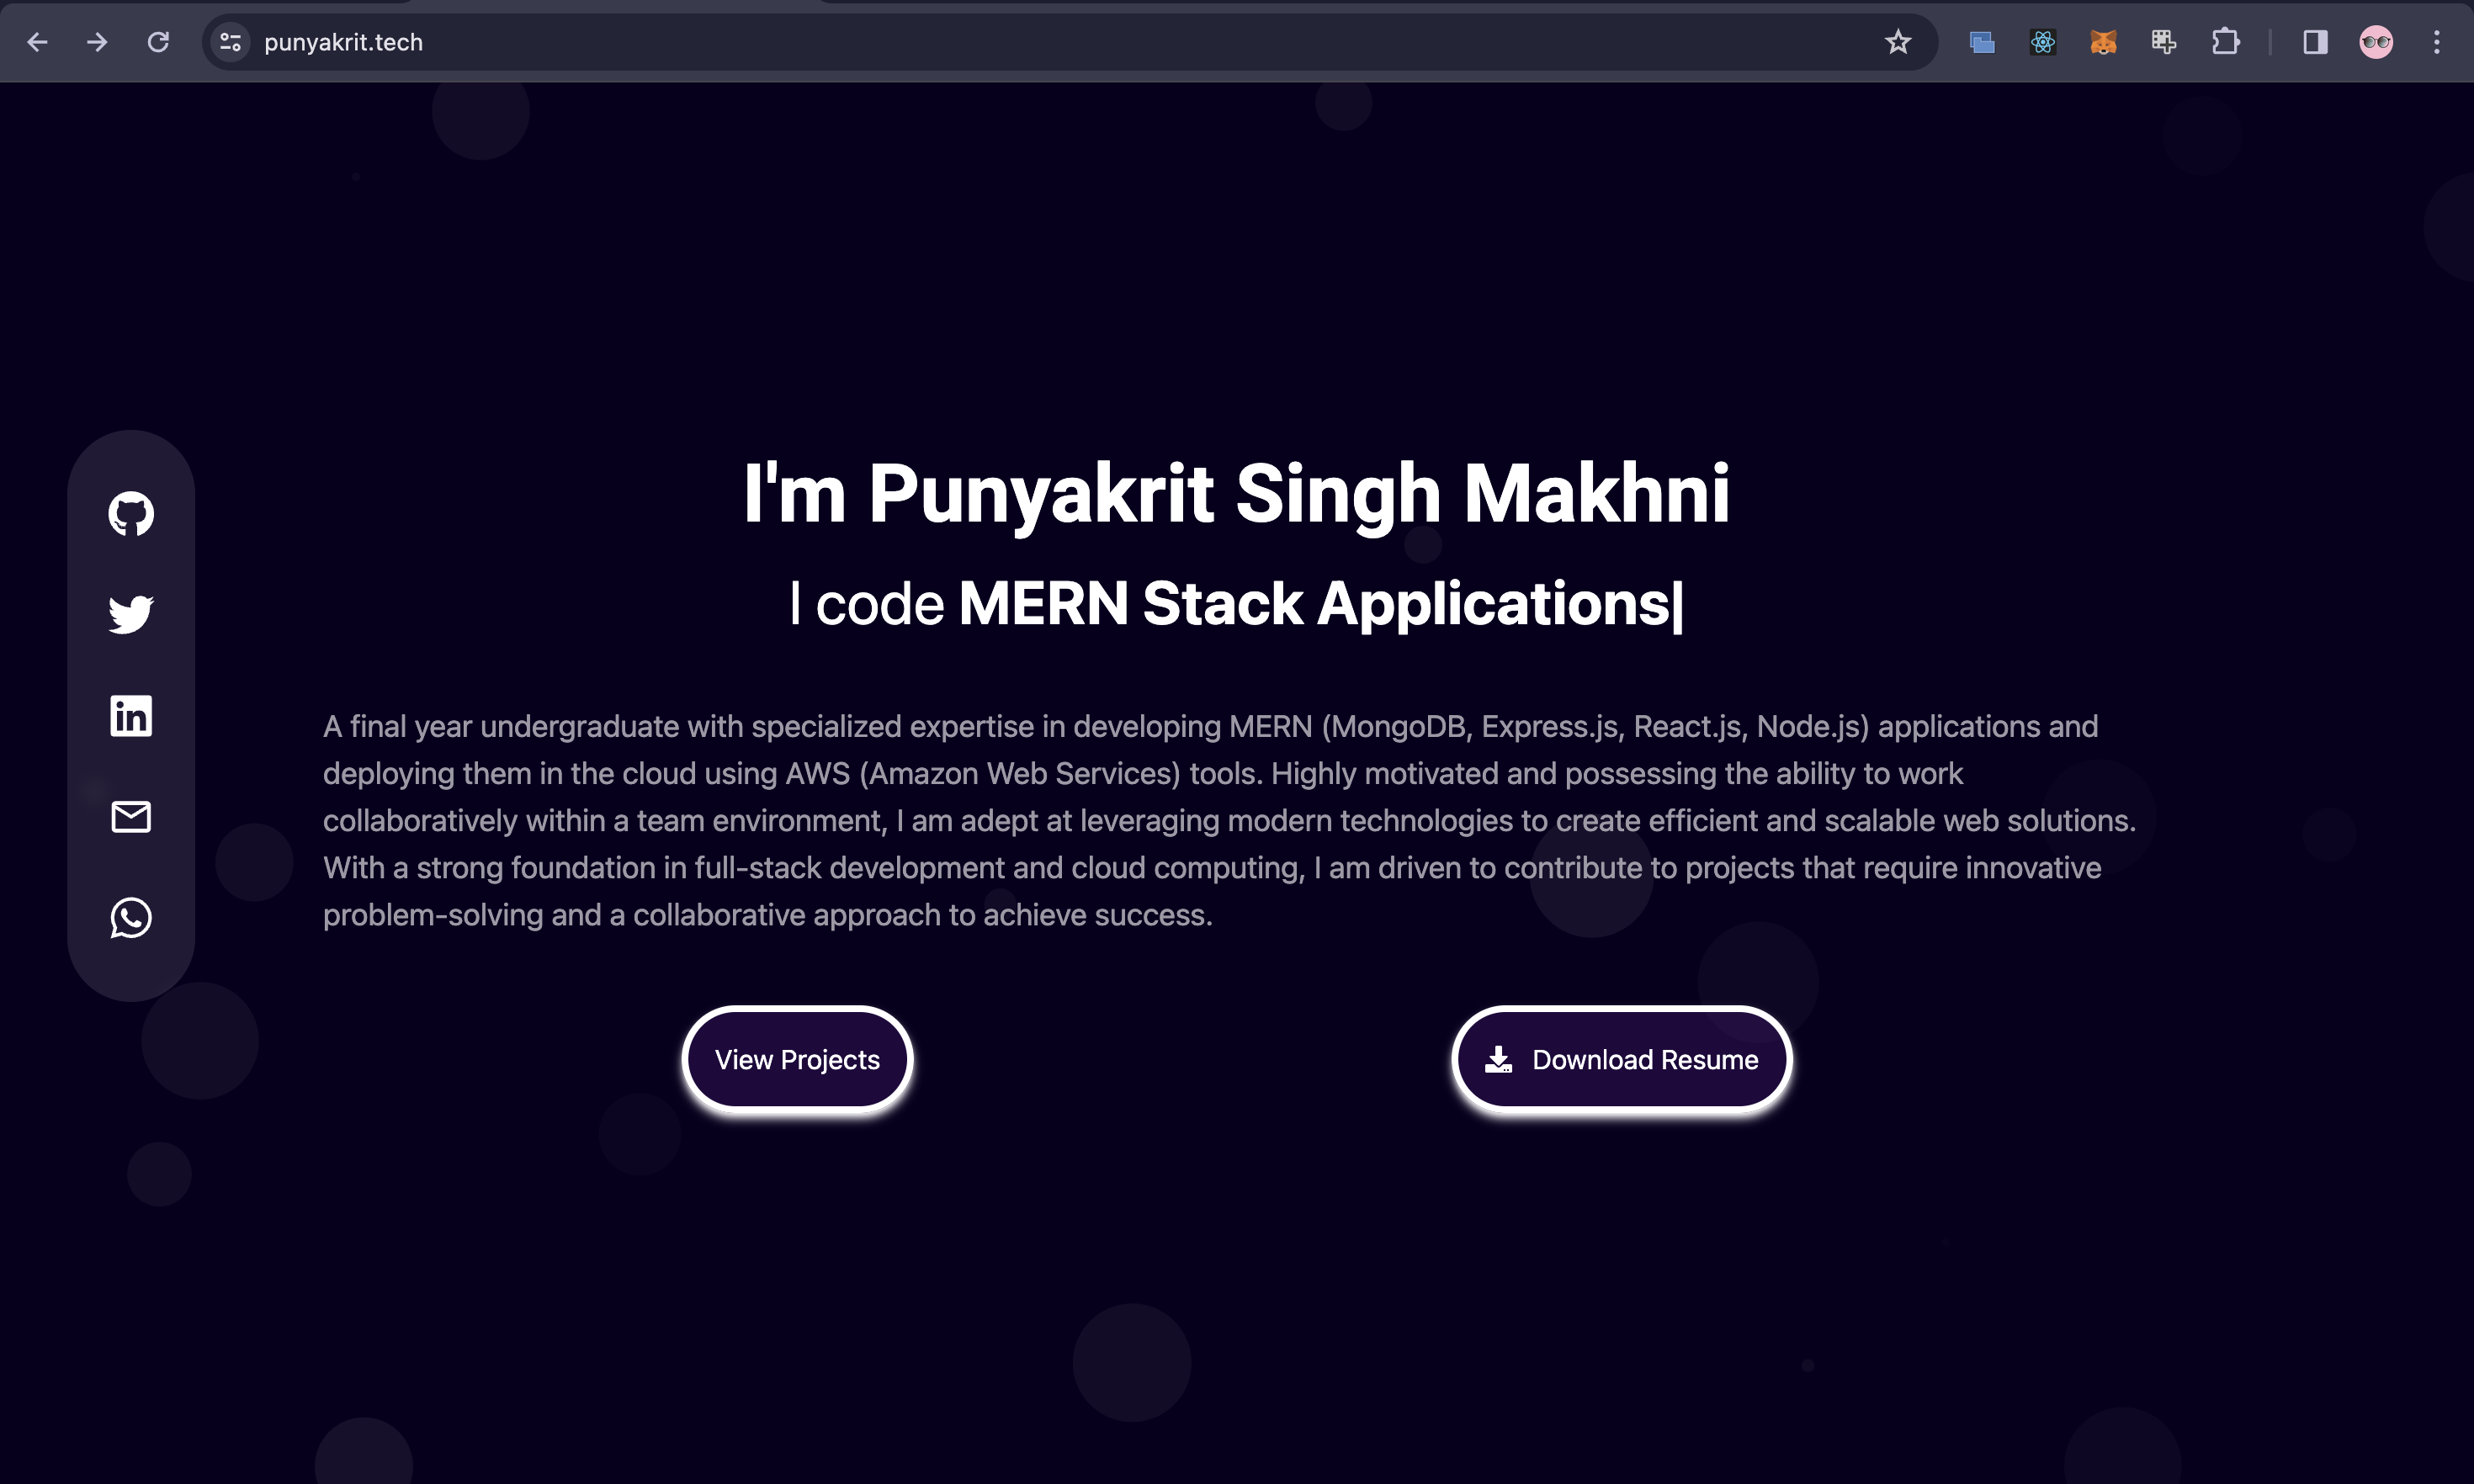 punyakrit.tech
I'm Punyakrit Singh Makhni
I code MERN Stack Applications|
A final year undergraduate with specialized expertise in developing MERN (MongoDB, Express.js, React.js, Node.js) applications and
deploying them in the cloud using AWS (Amazon Web Services) tools. Highly motivated and possessing the ability to work
collaboratively within a team environment, I am adept at leveraging modern technologies to create efficient and scalable web solutions.
With a strong foundation in full-stack development and cloud computing, I am driven to contribute to projects that require innovative
problem-solving and a collaborative approach to achieve success.
View Projects
Download Resume